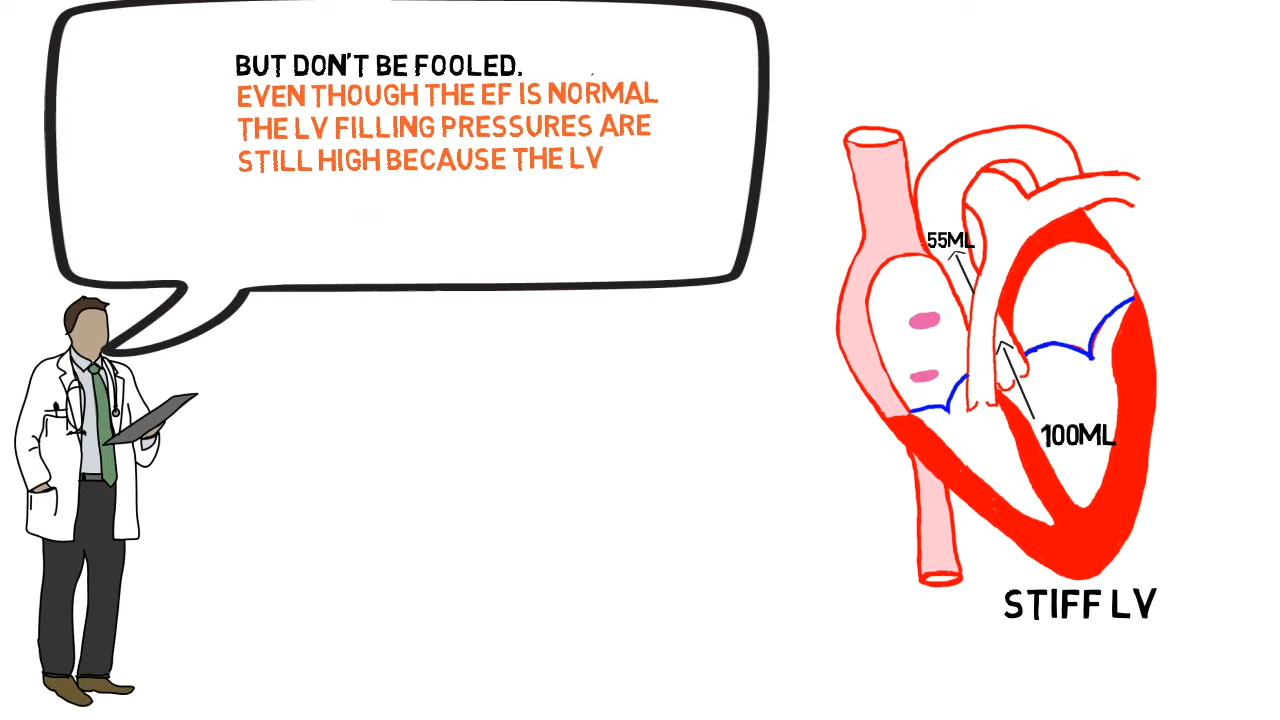 BUT DON'T BE FOOLED.
EVEN THOUGH THE EF IS NORMAL
THE LV FILLING PRESSURES ARE
STILL HIGH BECAUSE THE LV
55ML
100ML
STIFF LV